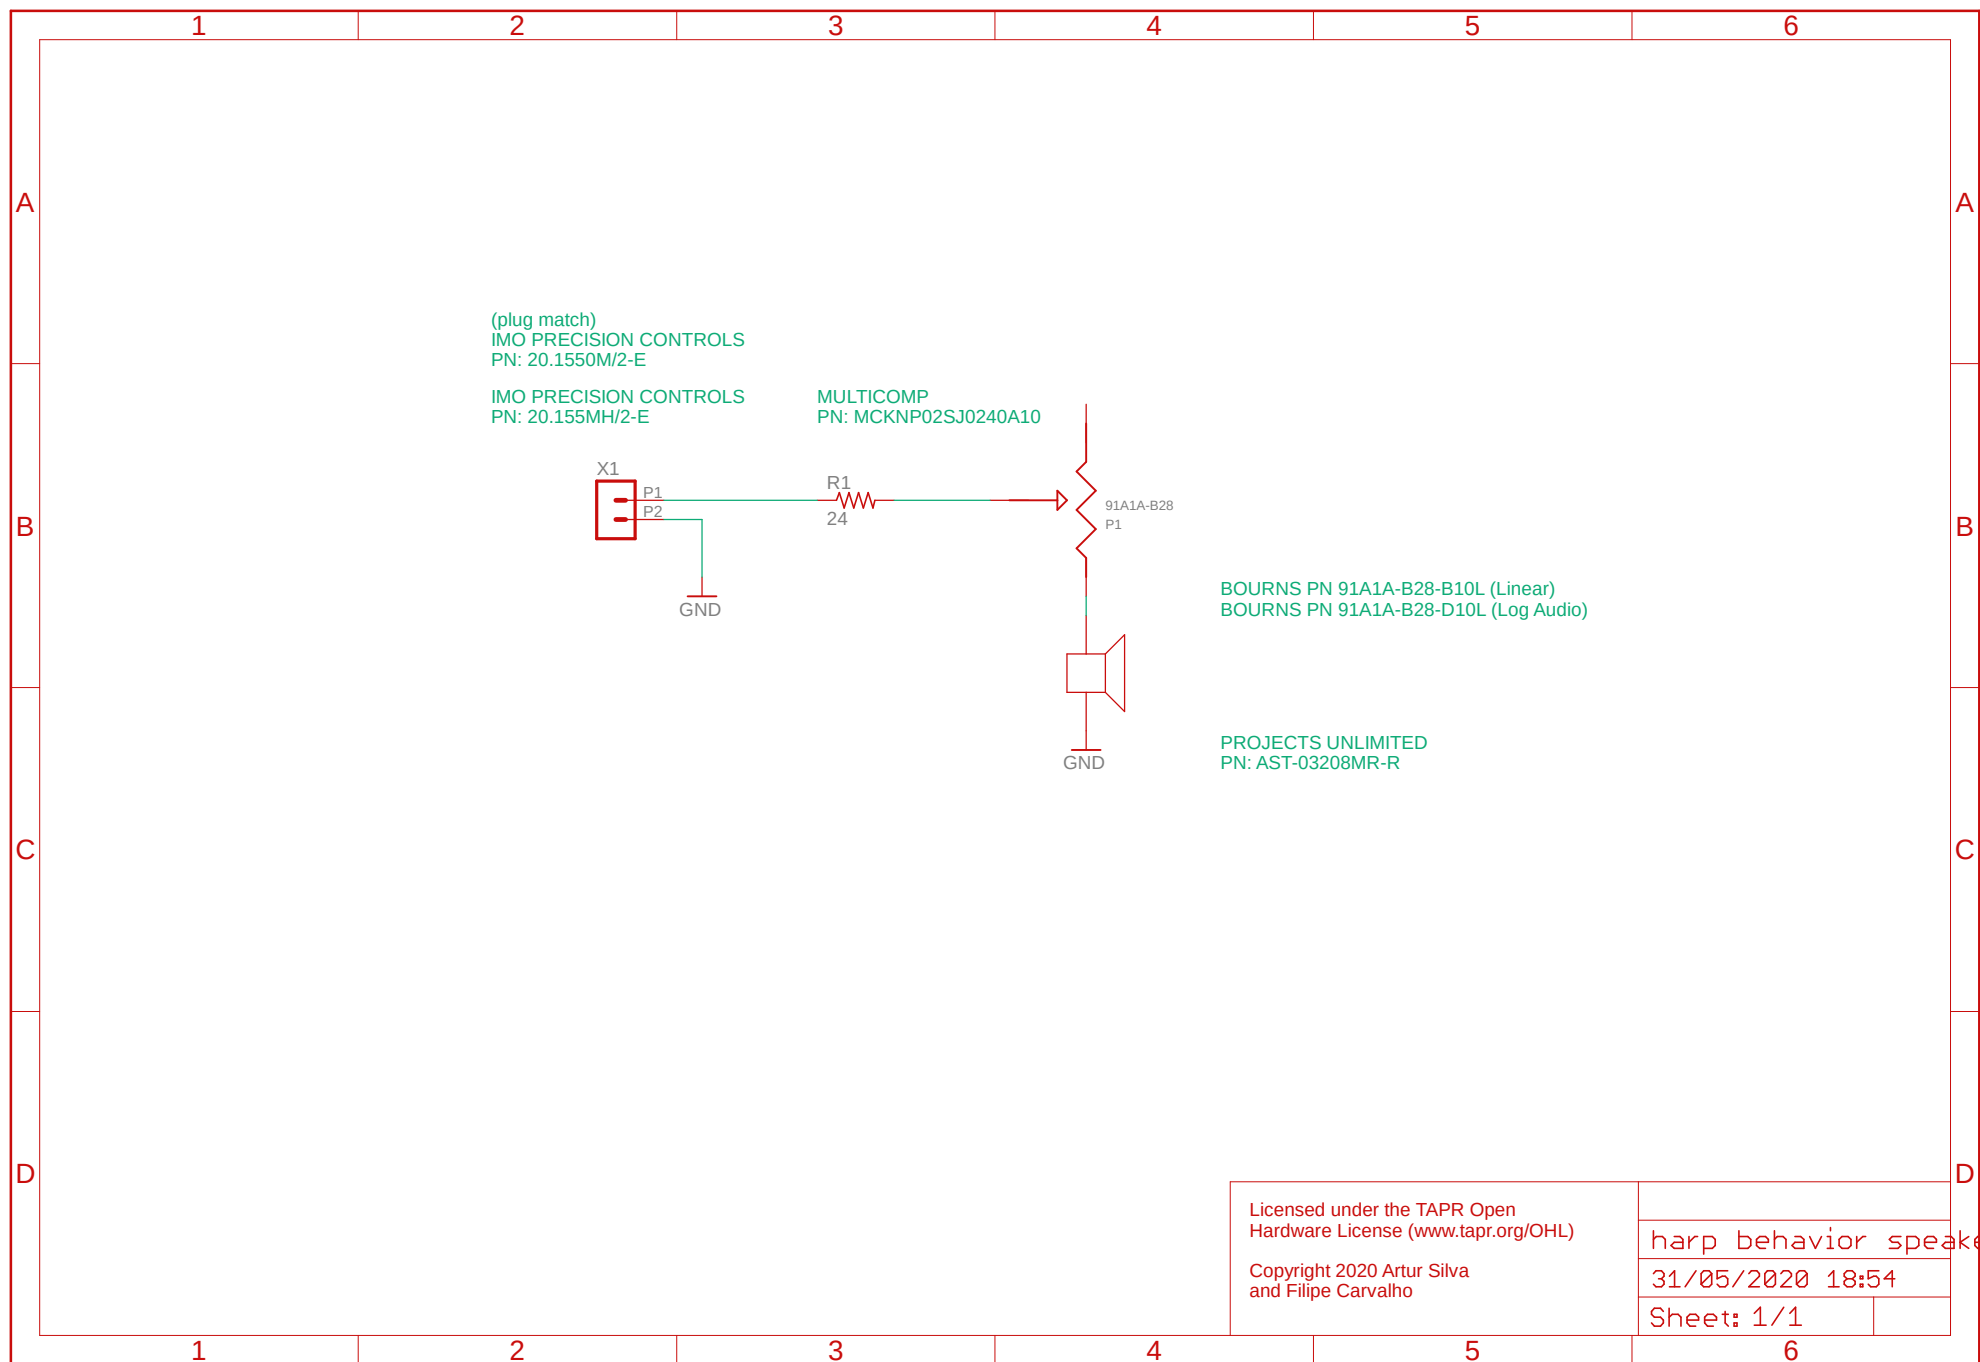 1 2 3 4 5 6
A A
(plug match)
IMO PRECISION CONTROLS
PN: 20.1550M/2-E
IMO PRECISION CONTROLS
PN: 20.155MH/2-E
MULTICOMP
PN: MCKNP02SJ0240A10
X1
P1
P2
R1
24
91A1A-B28
P1
B B
GND
BOURNS PN 91A1A-B28-B10L (Linear)
BOURNS PN 91A1A-B28-D10L (Log Audio)
GND
PROJECTS UNLIMITED
PN: AST-03208MR-R
C C
D D
Licensed under the TAPR Open
Hardware License (www.tapr.org/OHL)
Copyright 2020 Artur Silva
and Filipe Carvalho
harp behavior speake
31/05/2020 18:54
Sheet: 1/1
1 2 3 4 5 6